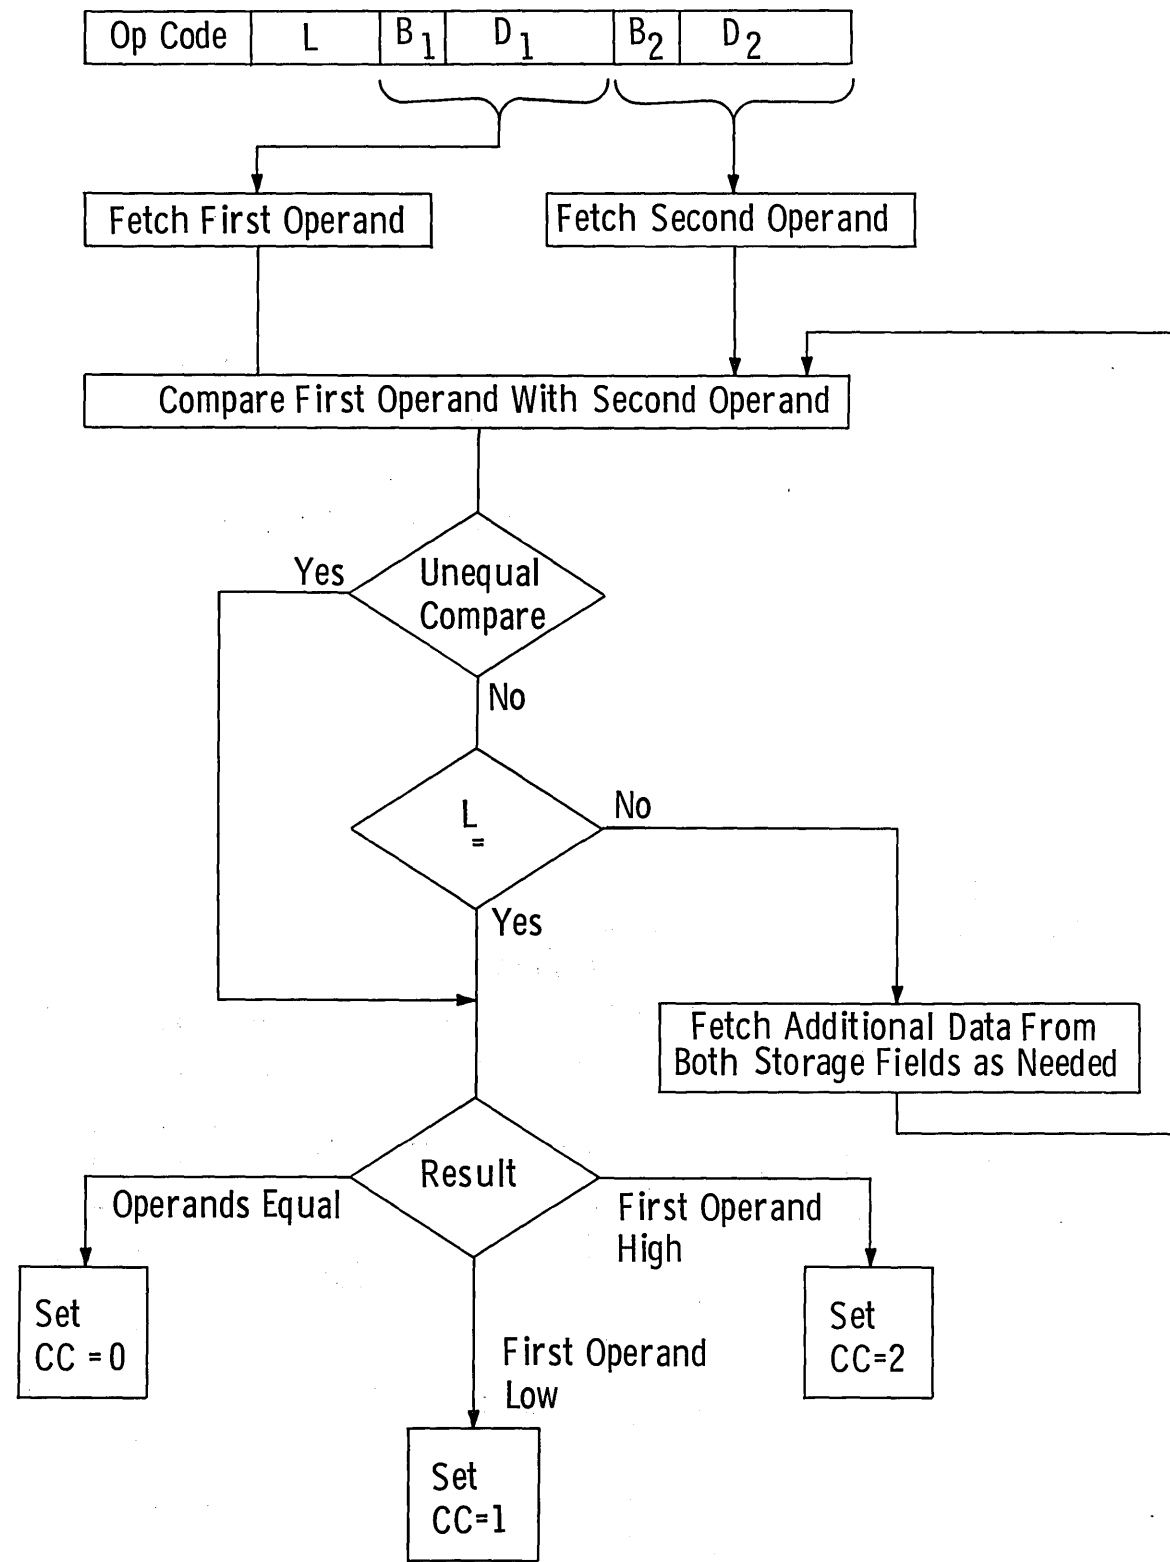 Op Code L B1 D1 B2 D2
Fetch First Operand
Fetch Second Operand
Compare First Operand With Second Operand
Unequal
Compare
Yes
No
L
=
No
Yes
Fetch Additional Data From
Both Storage Fields as Needed
Result
Operands Equal
First Operand
High
First Operand
Low
Set
CC =0
Set
CC=1
Set
CC=2